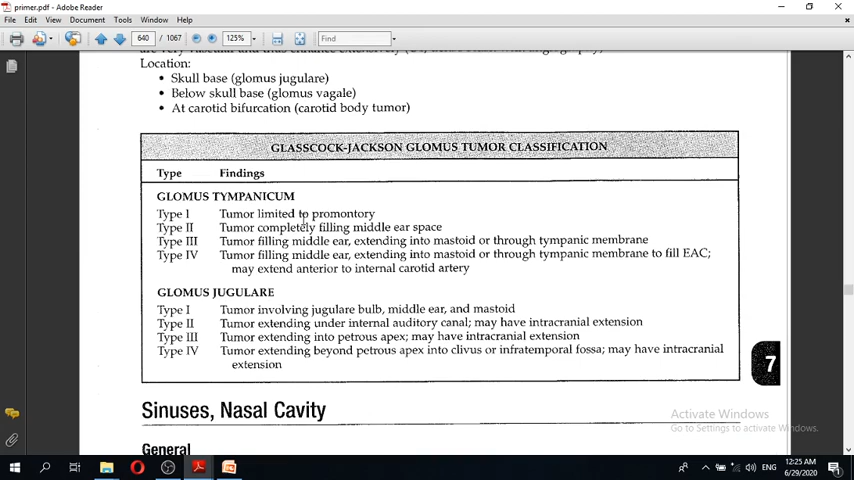 primer.pdf - Adobe Reader
File Edit View Document Tools Window Help
640 / 1067 125% Find
Location:
• Skull base (glomus jugulare)
• Below skull base (glomus vagale)
• At carotid bifurcation (carotid body tumor)
GLASSCOCK-JACKSON GLOMUS TUMOR CLASSIFICATION
Type Findings
GLOMUS TYMPANICUM
Type I Tumor limited to promontory
Type II Tumor completely filling middle ear space
Type III Tumor filling middle ear, extending into mastoid or through tympanic membrane
Type IV Tumor filling middle ear, extending into mastoid or through tympanic membrane to fill EAC;
may extend anterior to internal carotid artery
GLOMUS JUGULARE
Type I Tumor involving jugulare bulb, middle ear, and mastoid
Type II Tumor extending under internal auditory canal; may have intracranial extension
Type III Tumor extending into petrous apex; may have intracranial extension
Type IV Tumor extending beyond petrous apex into clivus or infratemporal fossa; may have intracranial
extension
7
Sinuses, Nasal Cavity
General
Activate Windows
Go to Settings to activate Windows.
ENG
12:25 AM
6/29/2020